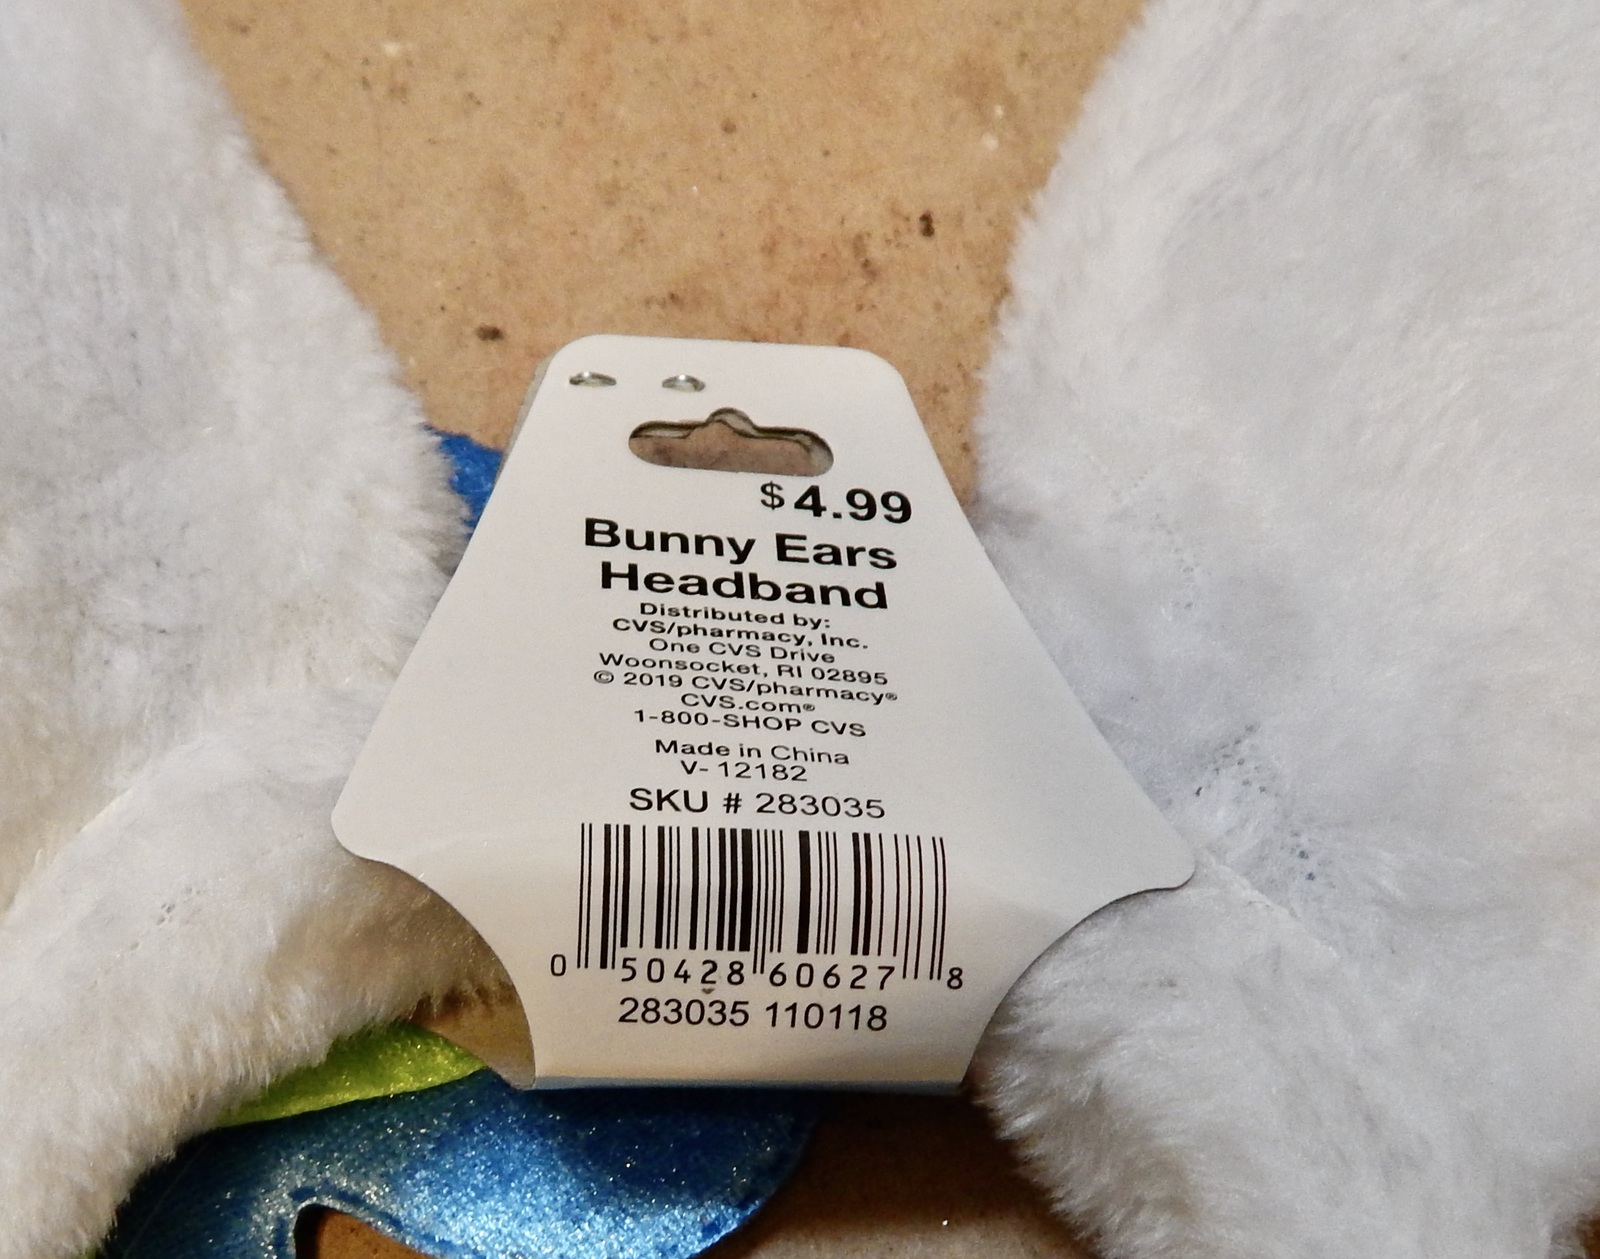 $4.99
Bunny Ears
Headband
Distributed by:
CVS/pharmacy, Inc.
One CVS Drive
Woonsocket, RI 02895
© 2019 CVS/pharmacy®
CVS.com®
1-800-SHOP CVS
Made in China
V- 12182
SKU # 283035
0 50428 60627 8
283035 110118